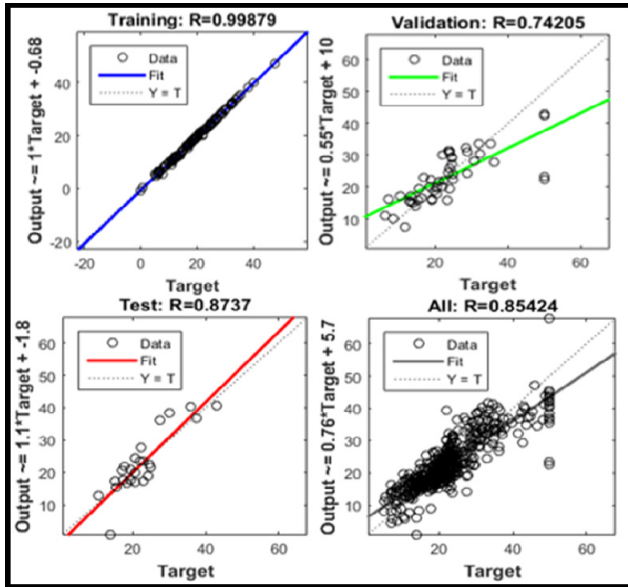 Training: R=0.99879
Output ~= 1*Target + -0.68
Data
Fit
Y = T
40
20
0
-20
-20
0
20
40
Target
Validation: R=0.74205
Output ~= 0.55*Target + 10
Data
Fit
Y = T
60
50
40
30
20
10
20
40
60
Target
Test: R=0.8737
Output ~= 1.1*Target + -1.8
Data
Fit
Y = T
60
50
40
30
20
10
20
40
60
Target
All: R=0.85424
Output ~= 0.76*Target + 5.7
Data
Fit
Y = T
60
50
40
30
20
10
20
40
60
Target